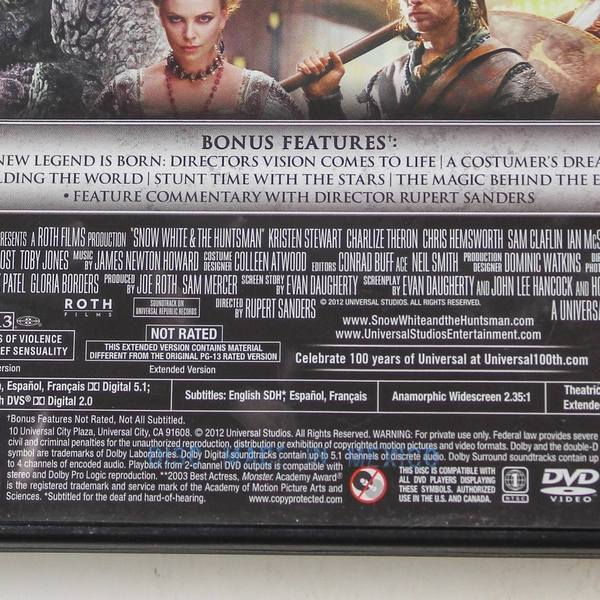 BONUS FEATURES†:
NEW LEGEND IS BORN: DIRECTORS VISION COMES TO LIFE | A COSTUMER'S DREA
LDING THE WORLD | STUNT TIME WITH THE STARS | THE MAGIC BEHIND THE E
• FEATURE COMMENTARY WITH DIRECTOR RUPERT SANDERS
RESENTS A ROTH FILMS PRODUCTION "SNOW WHITE & THE HUNTSMAN" KRISTEN STEWART CHARLIZE THERON CHRIS HEMSWORTH SAM CLAFLIN IAN McS
OST TOBY JONES MUSIC BY JAMES NEWTON HOWARD COSTUME DESIGNER COLLEEN ATWOOD EDITORS CONRAD BUFF ACE NEIL SMITH PRODUCTION DESIGNER DOMINIC WATKINS
PATEL GLORIA BORDERS PRODUCED BY JOE ROTH SAM MERCER SCREEN STORY BY EVAN DAUGHERTY SCREENPLAY BY EVAN DAUGHERTY AND JOHN LEE HANCOCK AND HO
ROTH FILMS
SOUNDTRACK ON UNIVERSAL REPUBLIC RECORDS
DIRECTED BY RUPERT SANDERS
© 2012 UNIVERSAL STUDIOS. ALL RIGHTS RESERVED.
A UNIVERSA
13
S OF VIOLENCE
EF SENSUALITY
ersion
NOT RATED
THIS EXTENDED VERSION CONTAINS MATERIAL
DIFFERENT FROM THE ORIGINAL PG-13 RATED VERSION
Extended Version
www.SnowWhiteandtheHuntsman.com
www.UniversalStudiosEntertainment.com
Celebrate 100 years of Universal at Universal100th.com
, Español, Français DD Digital 5.1;
h DVS® DD Digital 2.0
Subtitles: English SDH*, Español, Français
Anamorphic Widescreen 2.35:1
Theatric
Extende
†Bonus Features Not Rated, Not All Subtitled.
10 Universal City Plaza, Universal City, CA 91608. © 2012 Universal Studios. All Rights Reserved. WARNING: For private use only. Federal law provides severe
civil and criminal penalties for the unauthorized reproduction, distribution or exhibition of copyrighted motion pictures and video formats. Dolby and the double-D
symbol are trademarks of Dolby Laboratories. Dolby Digital soundtracks contain up to 5.1 channels of discrete audio. Dolby Surround soundtracks contain up
to 4 channels of encoded audio. Playback from 2-channel DVD outputs is compatible with
stereo and Dolby Pro Logic reproduction. **2003 Best Actress, Monster. Academy Award®
is the registered trademark and service mark of the Academy of Motion Picture Arts and
Sciences. *Subtitled for the deaf and hard-of-hearing.
www.copyprotected.com
THIS DISC IS COMPATIBLE WITH
ALL DVD PLAYERS DISPLAYING
THESE SYMBOLS. AUTHORIZED
USE IN THE U.S. AND CANADA.
1
NTSC
DVD
VIDEO